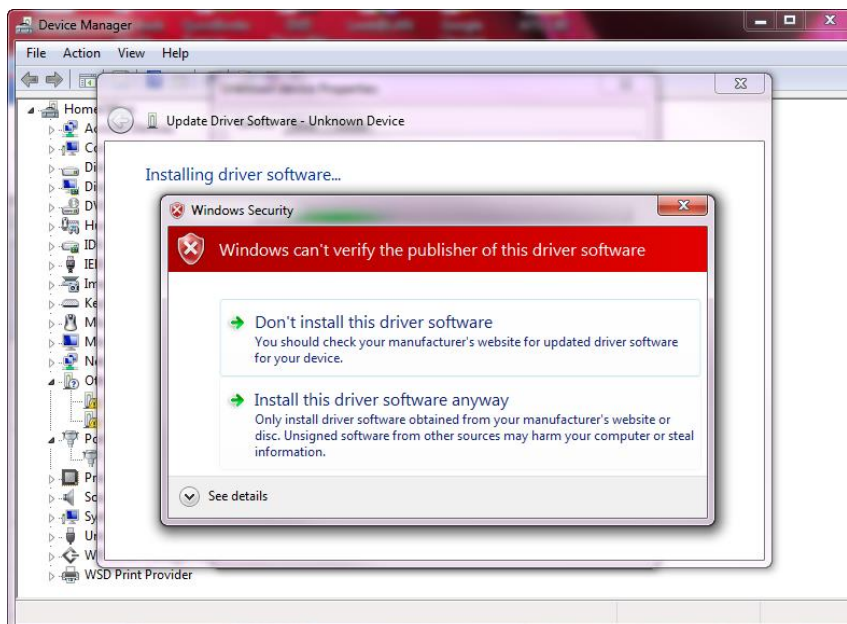 Device Manager
File Action View Help
Home
Update Driver Software - Unknown Device
Installing driver software...
Windows Security
Windows can't verify the publisher of this driver software
Don't install this driver software
You should check your manufacturer's website for updated driver software
for your device.
Install this driver software anyway
Only install driver software obtained from your manufacturer's website or
disc. Unsigned software from other sources may harm your computer or steal
information.
See details
WSD Print Provider